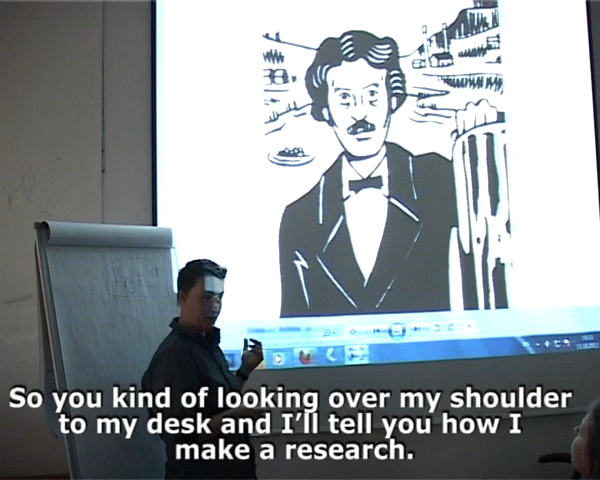 So you kind of looking over my shoulder
to my desk and I'll tell you how I
make a research.